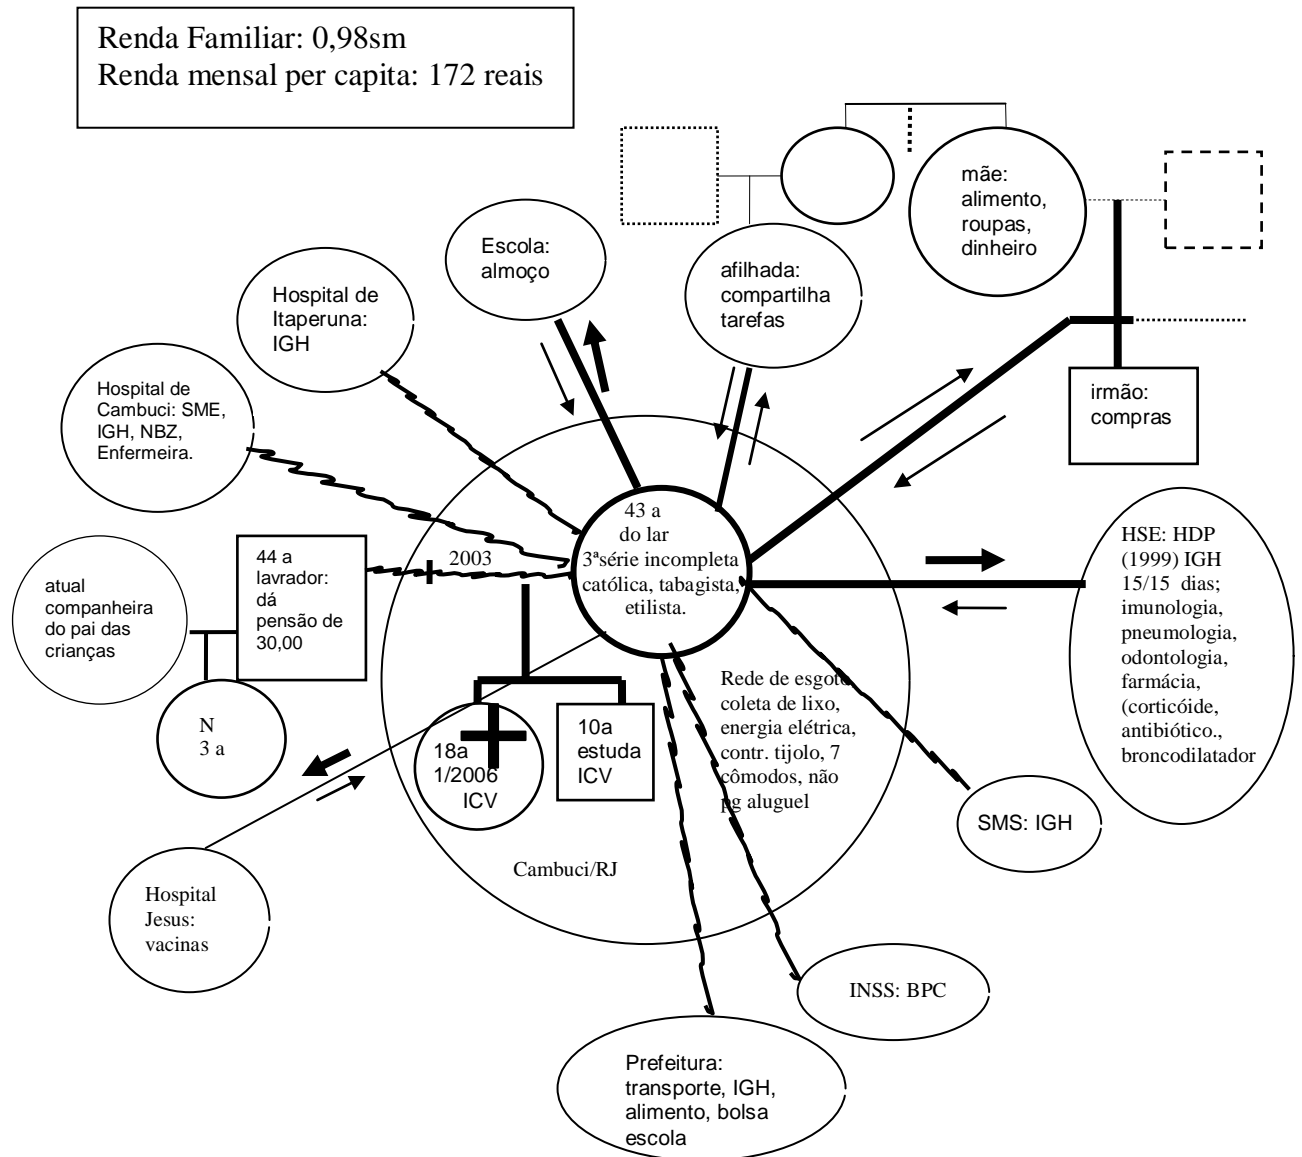 Renda Familiar: 0,98sm
Renda mensal per capita: 172 reais
mãe:
alimento,
roupas,
dinheiro
Escola:
almoço
afilhada:
compartilha
tarefas
Hospital de
Itaperuna:
IGH
Hospital de
Cambuci: SME,
IGH, NBZ,
Enfermeira.
irmão:
compras
43 a
do lar
3ªsérie incompleta
católica, tabagista,
etilista.
2003
44 a
lavrador:
dá
pensão de
30,00
atual
companheira
do pai das
crianças
N
3 a
HSE: HDP
(1999) IGH
15/15 dias;
imunologia,
pneumologia,
odontologia,
farmácia,
(corticóide,
antibiótico.,
broncodilatador
Rede de esgoto,
coleta de lixo,
energia elétrica,
contr. tijolo, 7
cômodos, não
pg aluguel
18a
1/2006
ICV
10a
estuda
ICV
SMS: IGH
Cambuci/RJ
Hospital
Jesus:
vacinas
INSS: BPC
Prefeitura:
transporte, IGH,
alimento, bolsa
escola